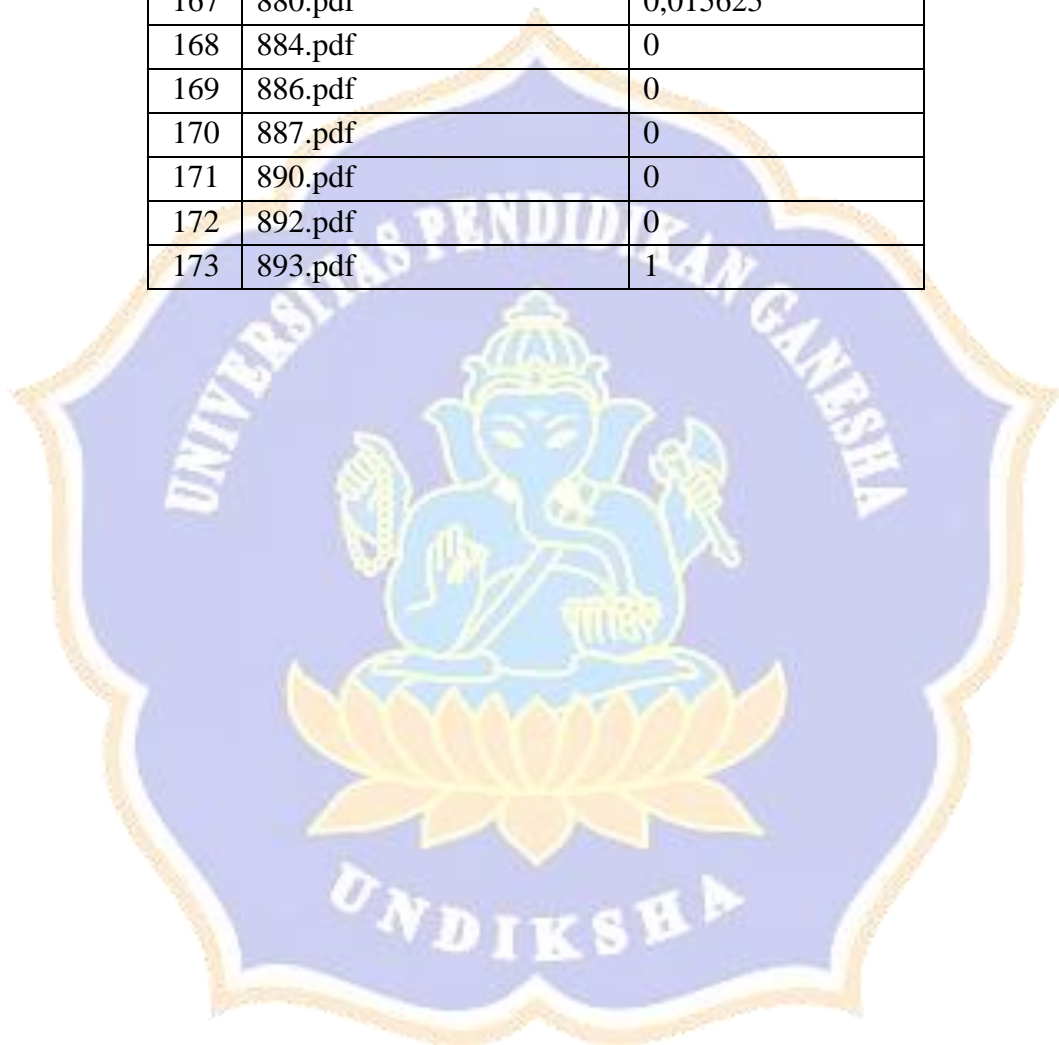 167 880.pdf 0,015625
168 884.pdf 0
169 886.pdf 0
170 887.pdf 0
171 890.pdf 0
172 892.pdf 0
173 893.pdf 1
UNIVERSITAS PENDIDIKAN GANESHA
UNDIKSHA